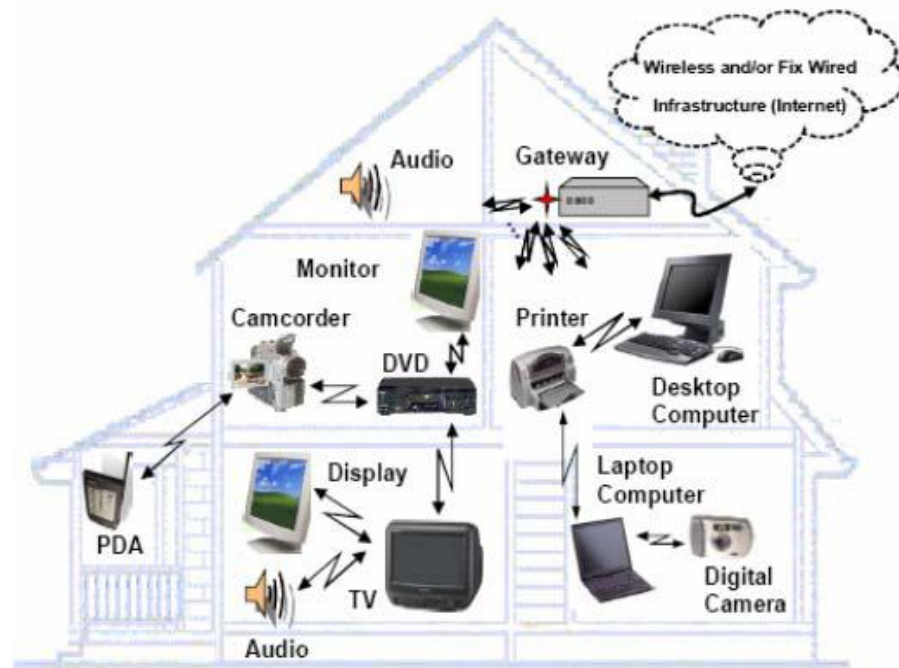 Wireless and/or Fix Wired
Infrastructure (Internet)
Audio
Gateway
Monitor
Camcorder
Printer
DVD
Desktop
Computer
Display
Laptop
Computer
PDA
TV
Digital
Camera
Audio